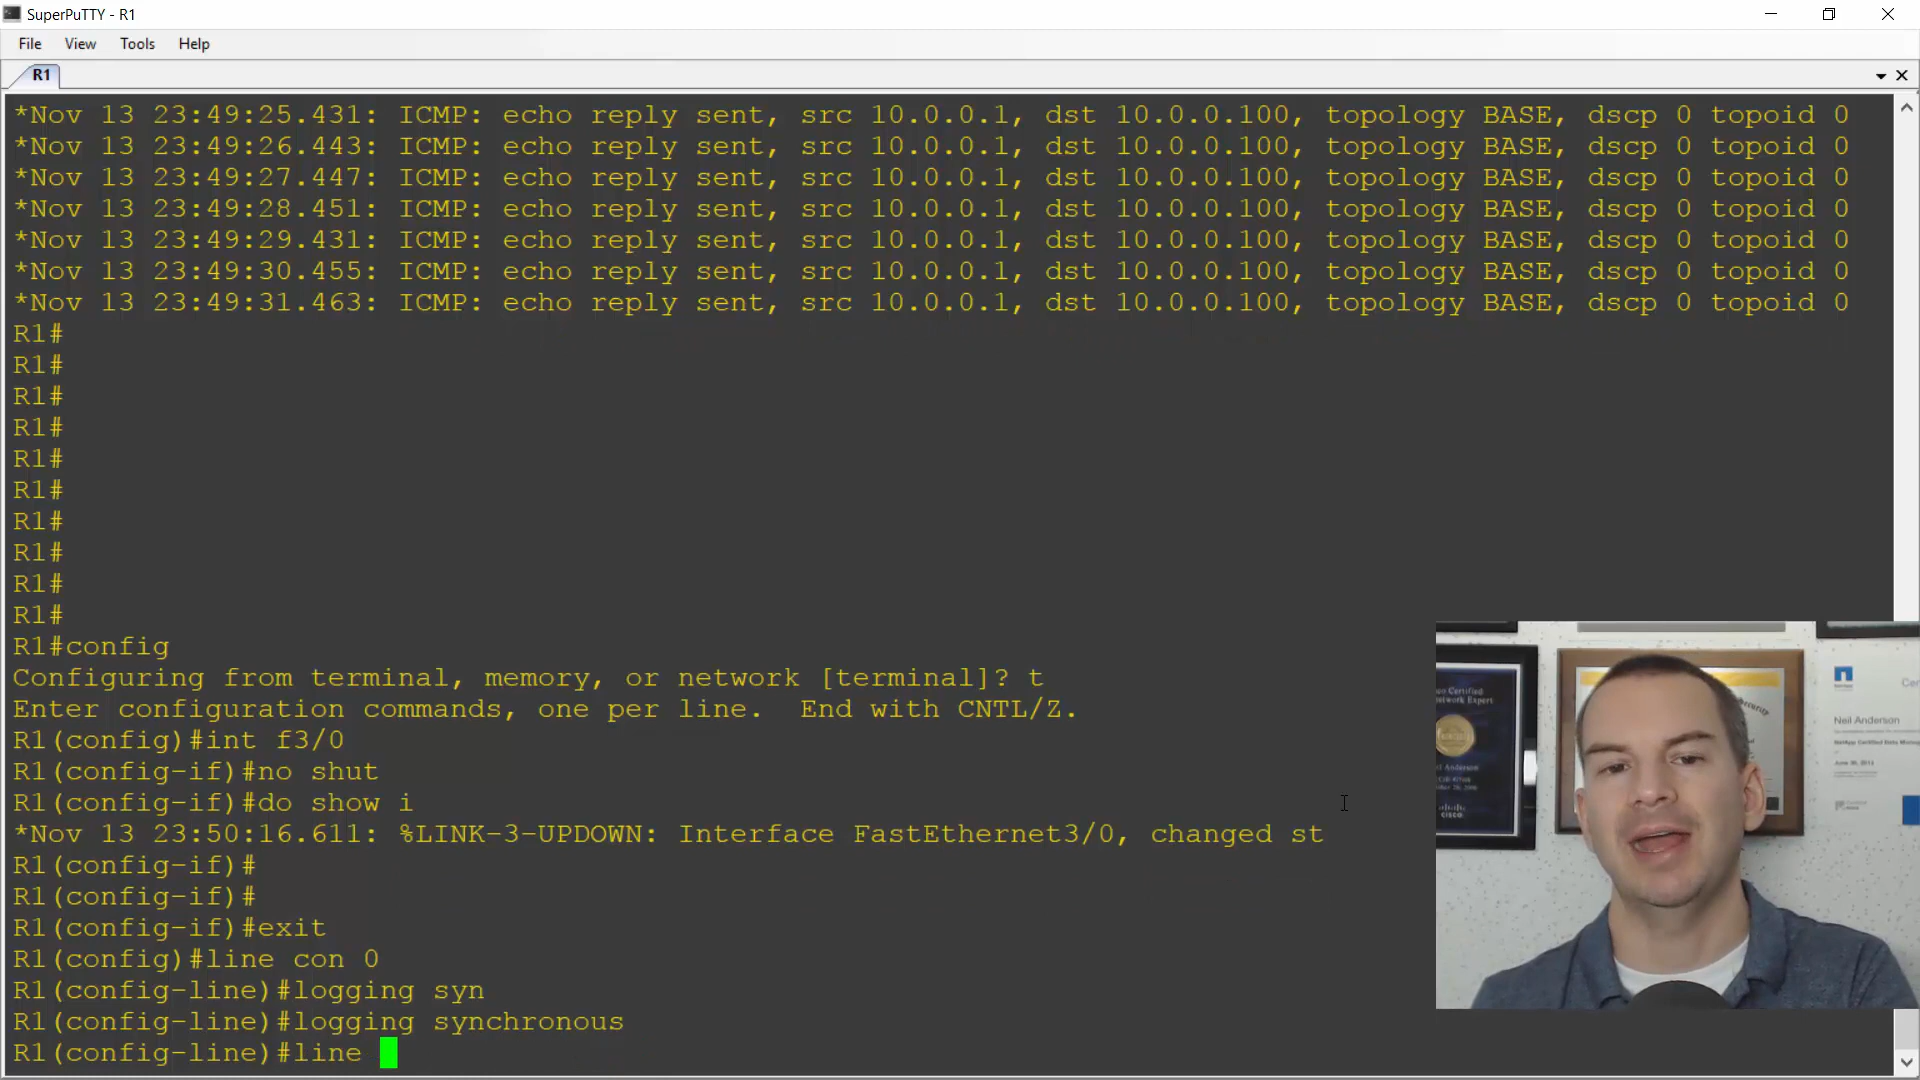 SuperPuTTY - R1
File View Tools Help
R1
*Nov 13 23:49:25.431: ICMP: echo reply sent, src 10.0.0.1, dst 10.0.0.100, topology BASE, dscp 0 topoid 0
*Nov 13 23:49:26.443: ICMP: echo reply sent, src 10.0.0.1, dst 10.0.0.100, topology BASE, dscp 0 topoid 0
*Nov 13 23:49:27.447: ICMP: echo reply sent, src 10.0.0.1, dst 10.0.0.100, topology BASE, dscp 0 topoid 0
*Nov 13 23:49:28.451: ICMP: echo reply sent, src 10.0.0.1, dst 10.0.0.100, topology BASE, dscp 0 topoid 0
*Nov 13 23:49:29.431: ICMP: echo reply sent, src 10.0.0.1, dst 10.0.0.100, topology BASE, dscp 0 topoid 0
*Nov 13 23:49:30.455: ICMP: echo reply sent, src 10.0.0.1, dst 10.0.0.100, topology BASE, dscp 0 topoid 0
*Nov 13 23:49:31.463: ICMP: echo reply sent, src 10.0.0.1, dst 10.0.0.100, topology BASE, dscp 0 topoid 0
R1#
R1#
R1#
R1#
R1#
R1#
R1#
R1#
R1#
R1#
R1#config
Configuring from terminal, memory, or network [terminal]? t
Enter configuration commands, one per line.  End with CNTL/Z.
R1(config)#int f3/0
R1(config-if)#no shut
R1(config-if)#do show i
*Nov 13 23:50:16.611: %LINK-3-UPDOWN: Interface FastEthernet3/0, changed st
R1(config-if)#
R1(config-if)#
R1(config-if)#exit
R1(config)#line con 0
R1(config-line)#logging syn
R1(config-line)#logging synchronous
R1(config-line)#line
Neil Anderson